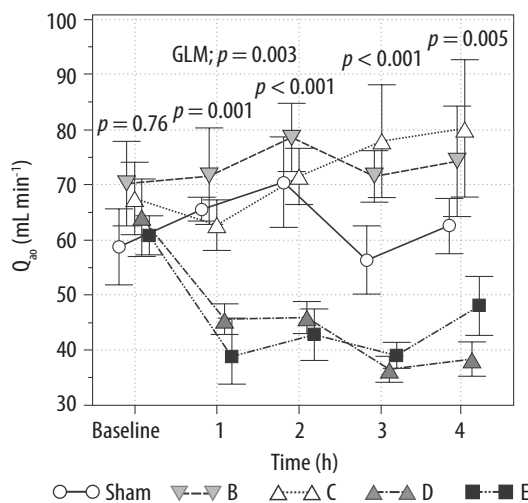 100
90
80
70
60
50
40
30
Q_ao (mL min⁻¹)
GLM; p = 0.003
p = 0.76
p = 0.001
p < 0.001
p < 0.001
p = 0.005
Baseline 1 2 3 4
Time (h)
Sham B C D E